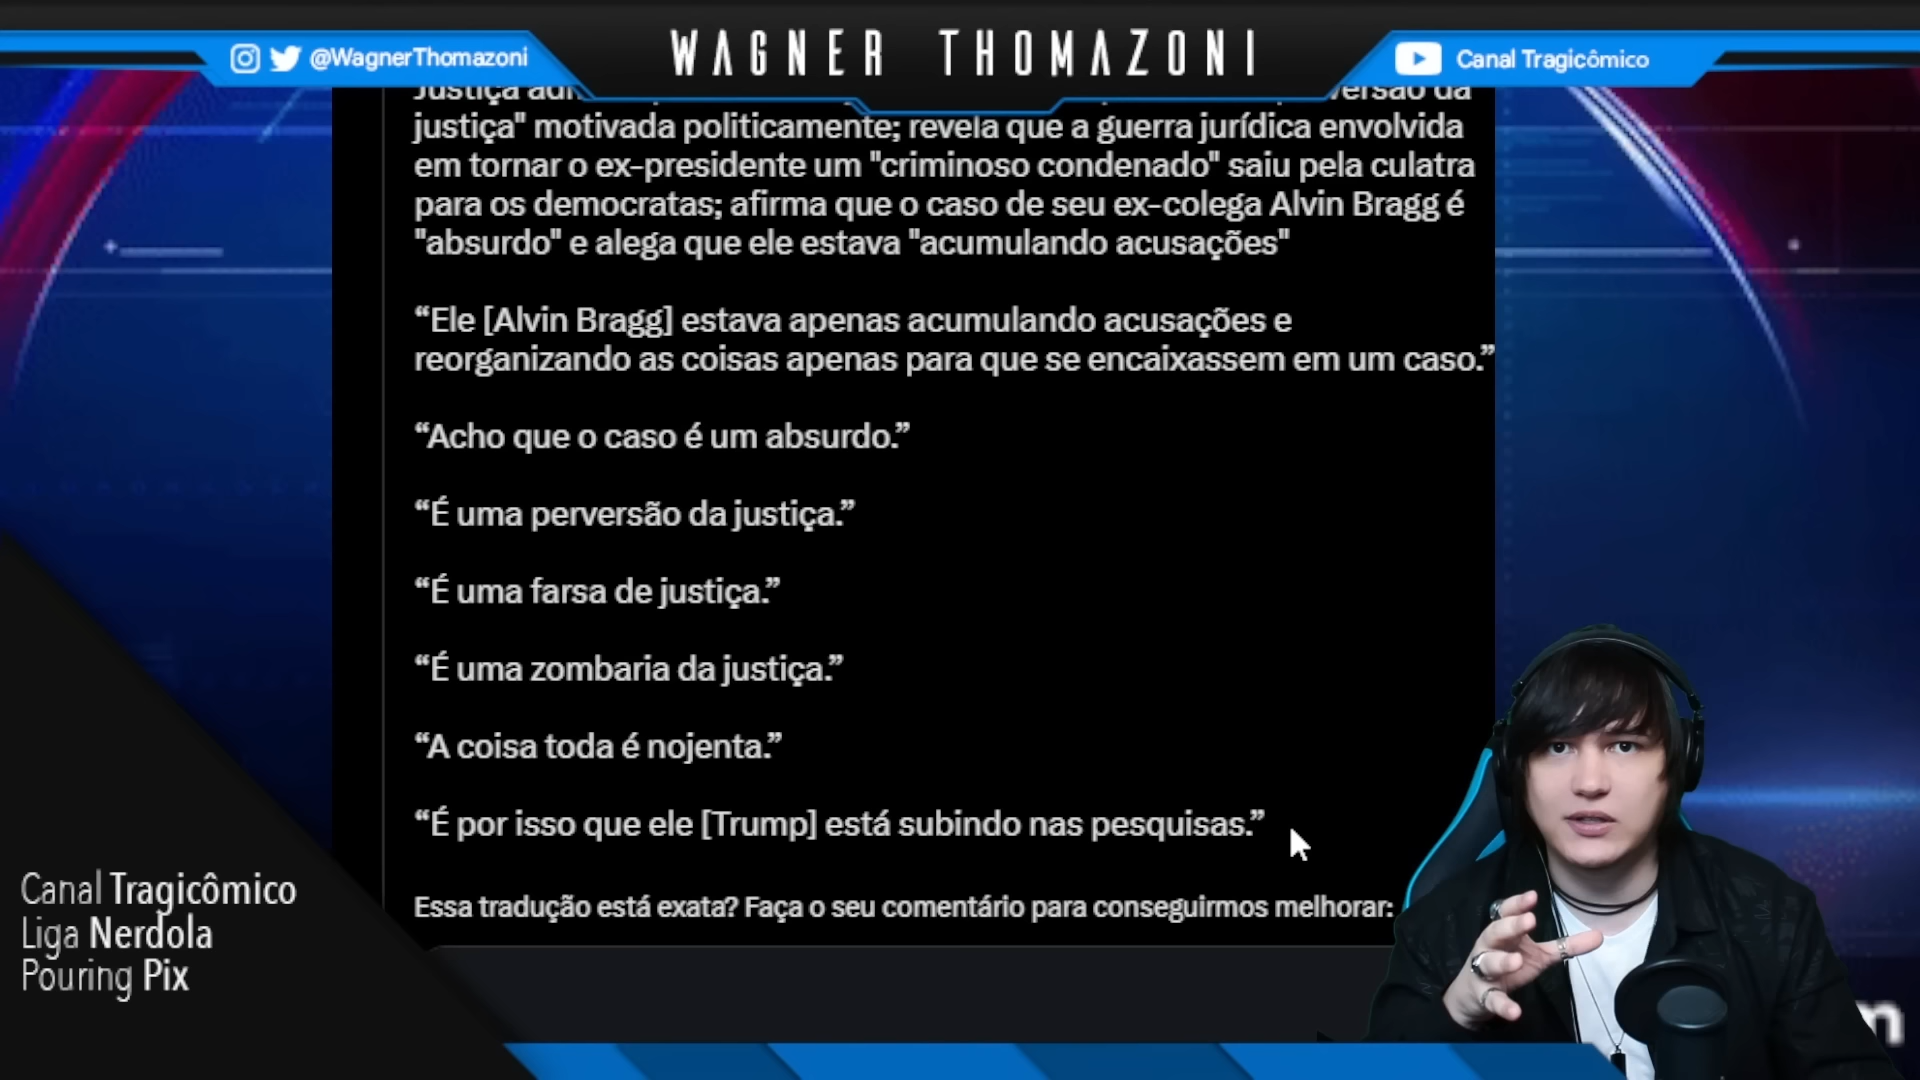 WAGNER THOMAZONI
@WagnerThomazoni
Canal Tragicômico
Justiça
versão da
justiça" motivada politicamente; revela que a guerra jurídica envolvida
em tornar o ex-presidente um "criminoso condenado" saiu pela culatra
para os democratas; afirma que o caso de seu ex-colega Alvin Bragg é
"absurdo" e alega que ele estava "acumulando acusações"
“Ele [Alvin Bragg] estava apenas acumulando acusações e
reorganizando as coisas apenas para que se encaixassem em um caso.”
“Acho que o caso é um absurdo.”
“É uma perversão da justiça.”
“É uma farsa de justiça.”
“É uma zombaria da justiça.”
“A coisa toda é nojenta.”
“É por isso que ele [Trump] está subindo nas pesquisas.”
Essa tradução está exata? Faça o seu comentário para conseguirmos melhorar:
Canal Tragicômico
Liga Nerdola
Pouring Pix